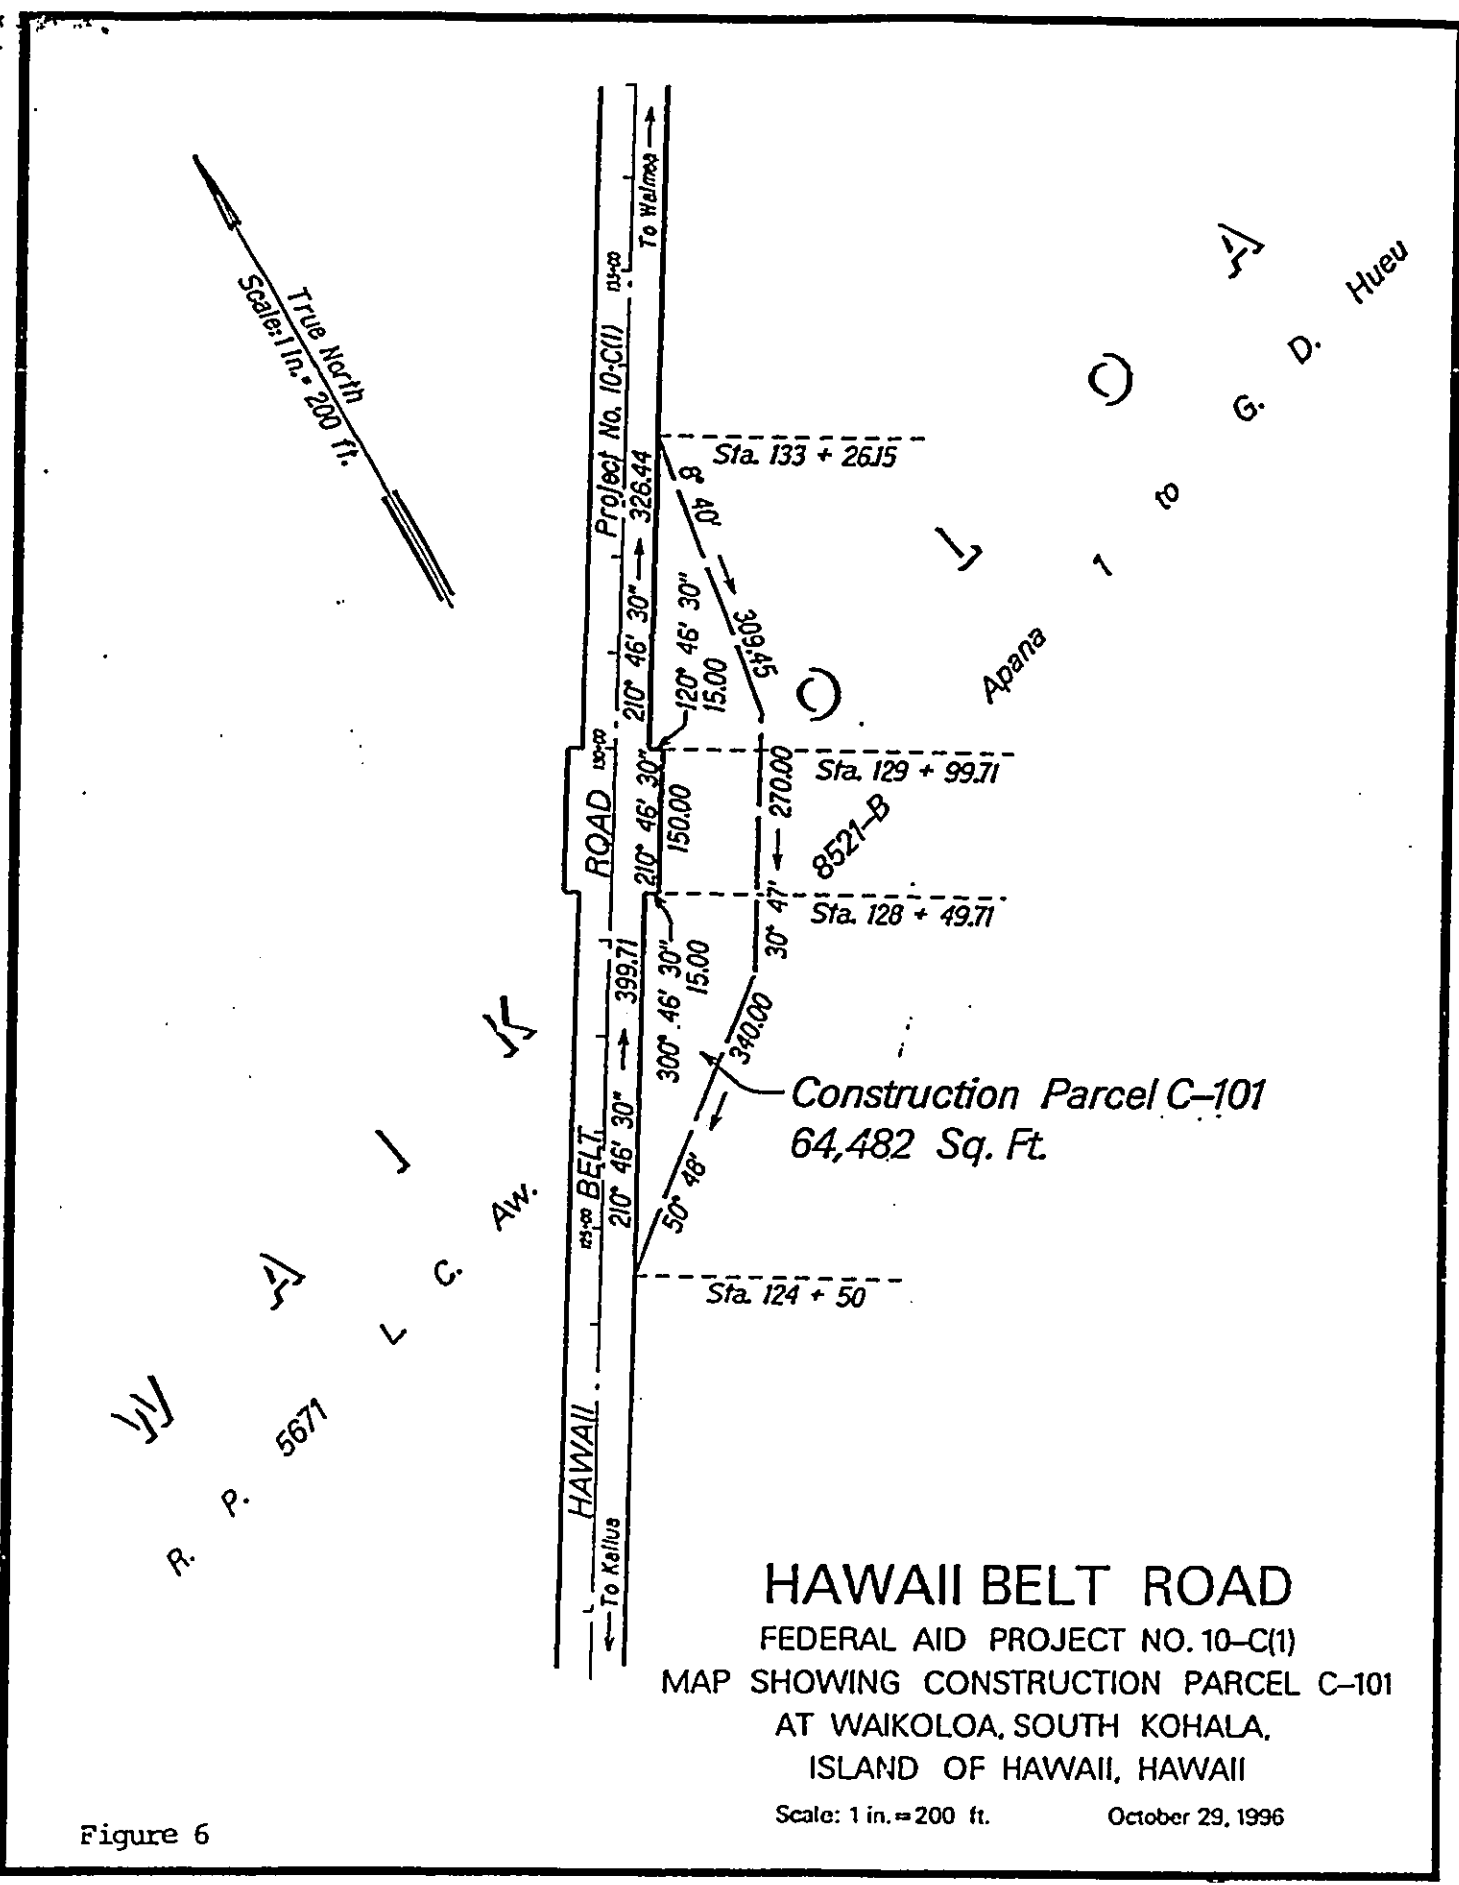 To Waimea
True North
Scale: 1 in. = 200 ft.
135+00
Project No. 10-C(1)
W A I K O L O A
R. P. 5671 L. C. Aw. 8521-B Apana 1 to G. D. Hueu
Sta. 133 + 26.15
8° 40'
309.45
210° 46' 30" 326.44
120° 46' 30"
15.00
130+00
Sta. 129 + 99.71
210° 46' 30"
150.00
270.00
30° 47'
Sta. 128 + 49.71
300° 46' 30"
15.00
210° 46' 30" 399.71
340.00
50° 48'
Construction Parcel C-101
64,482 Sq. Ft.
125+00
Sta. 124 + 50
HAWAII BELT ROAD
To Kailua
HAWAII BELT ROAD
FEDERAL AID PROJECT NO. 10-C(1)
MAP SHOWING CONSTRUCTION PARCEL C-101
AT WAIKOLOA, SOUTH KOHALA,
ISLAND OF HAWAII, HAWAII
Scale: 1 in. = 200 ft. October 29, 1996
Figure 6